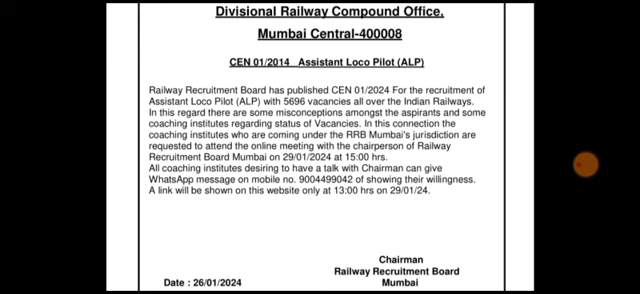 Divisional Railway Compound Office,
Mumbai Central-400008
CEN 01/2014 Assistant Loco Pilot (ALP)
Railway Recruitment Board has published CEN 01/2024 For the recruitment of
Assistant Loco Pilot (ALP) with 5696 vacancies all over the Indian Railways.
In this regard there are some misconceptions amongst the aspirants and some
coaching institutes regarding status of Vacancies. In this connection the
coaching institutes who are coming under the RRB Mumbai's jurisdiction are
requested to attend the online meeting with the chairperson of Railway
Recruitment Board Mumbai on 29/01/2024 at 15:00 hrs.
All coaching institutes desiring to have a talk with Chairman can give
WhatsApp message on mobile no. 9004499042 of showing their willingness.
A link will be shown on this website only at 13:00 hrs on 29/01/24.
Chairman
Railway Recruitment Board
Date : 26/01/2024 Mumbai